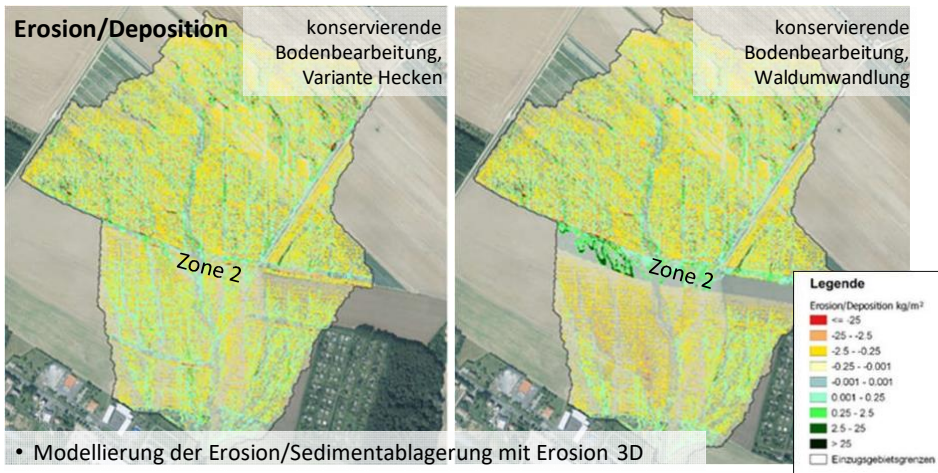 Erosion/Deposition
konservierende
Bodenbearbeitung,
Variante Hecken
konservierende
Bodenbearbeitung,
Waldumwandlung
Zone 2
Zone 2
Legende
Erosion/Deposition kg/m²
<= -25
-25 - -2.5
-2.5 - -0.25
-0.25 - -0.001
-0.001 - 0.001
0.001 - 0.25
0.25 - 2.5
2.5 - 25
> 25
Einzugsgebietsgrenzen
• Modellierung der Erosion/Sedimentablagerung mit Erosion 3D